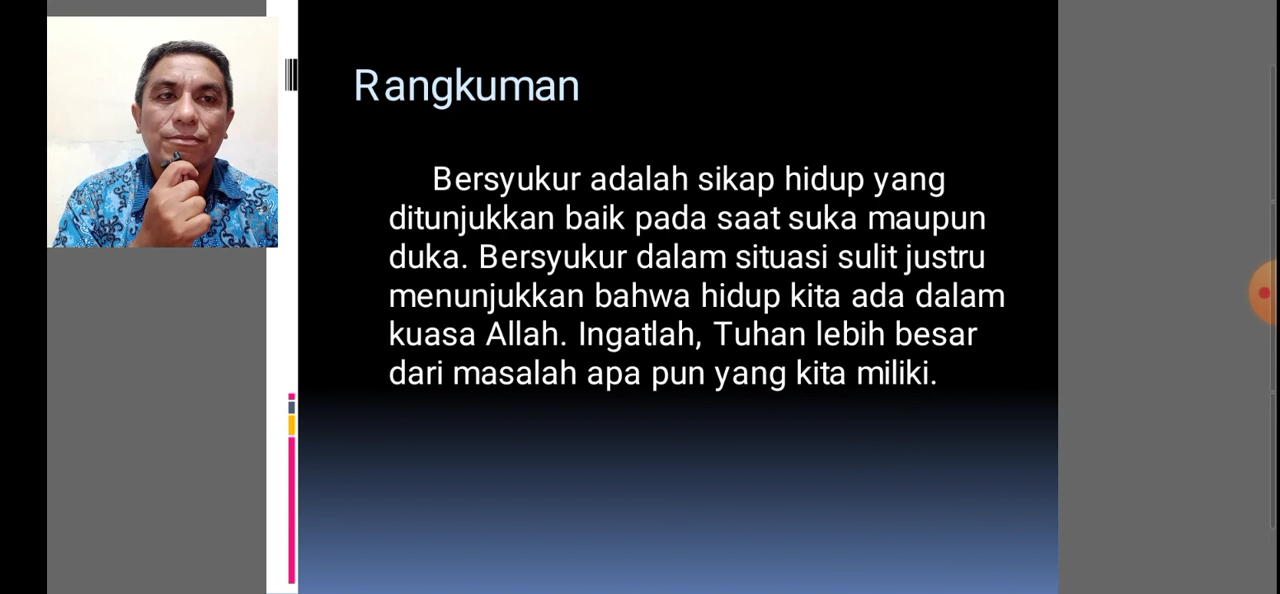 Rangkuman
Bersyukur adalah sikap hidup yang
ditunjukkan baik pada saat suka maupun
duka. Bersyukur dalam situasi sulit justru
menunjukkan bahwa hidup kita ada dalam
kuasa Allah. Ingatlah, Tuhan lebih besar
dari masalah apa pun yang kita miliki.